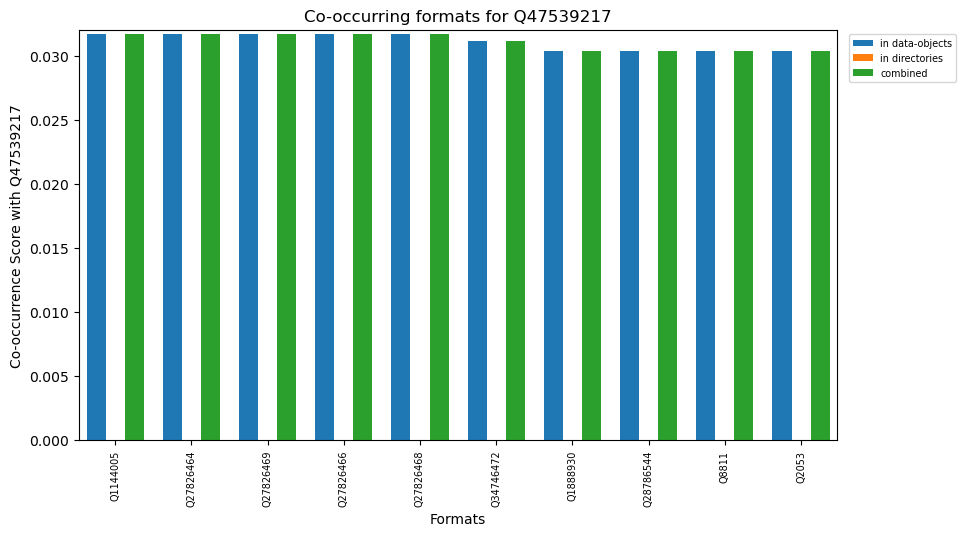 Co-occurring formats for Q47539217
in data-objects
in directories
combined
Co-occurrence Score with Q47539217
0.030
0.025
0.020
0.015
0.010
0.005
0.000
Q1144005
Q27826464
Q27826469
Q27826466
Q27826468
Q34746472
Q1888930
Q28786544
Q8811
Q2053
Formats